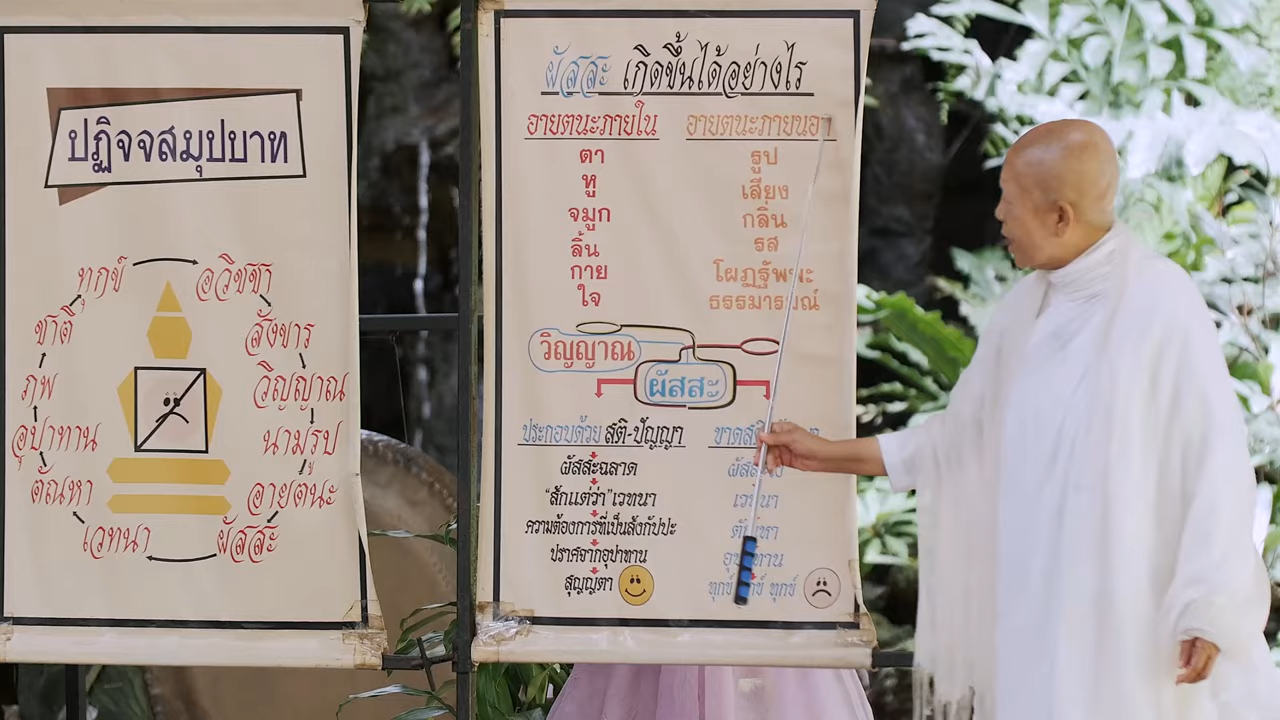 ปฏิจจสมุปบาท
ทุกข์
อวิชชา
สังขาร
วิญญาณ
นามรูป
อายตนะ
ผัสสะ
เวทนา
ตัณหา
อุปาทาน
ภพ
ชาติ
ผัสสะ เกิดขึ้นได้อย่างไร
อายตนะภายใน อายตนะภายนอก
ตา รูป
หู เสียง
จมูก กลิ่น
ลิ้น รส
กาย โผฏฐัพพะ
ใจ ธรรมารมณ์
วิญญาณ
ผัสสะ
ประกอบด้วย สติ-ปัญญา
ผัสสะฉลาด
"สักแต่ว่า"เวทนา เวทนา
ความต้องการที่เป็นสังกัปปะ ตัณหา
ปราศจากอุปาทาน อุปาทาน
สุญญตา ทุกข์ ทุกข์ ทุกข์